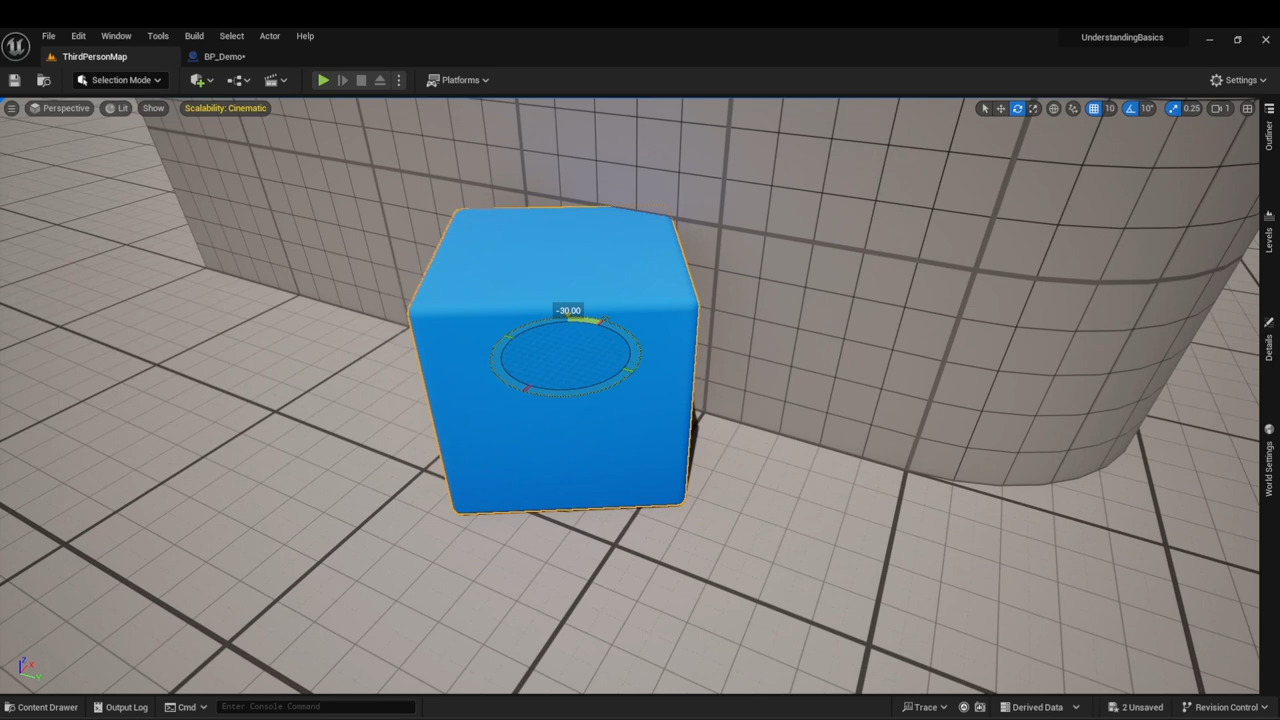 File Edit Window Tools Build Select Actor Help
UnderstandingBasics
ThirdPersonMap
BP_Demo•
Selection Mode
Platforms
Settings
Perspective Lit Show Scalability: Cinematic
10 10° 0.25 1
Outliner
Levels
-30.00
Details
World Settings
Z X Y
Content Drawer Output Log Cmd Enter Console Command Trace Derived Data 2 Unsaved Revision Control